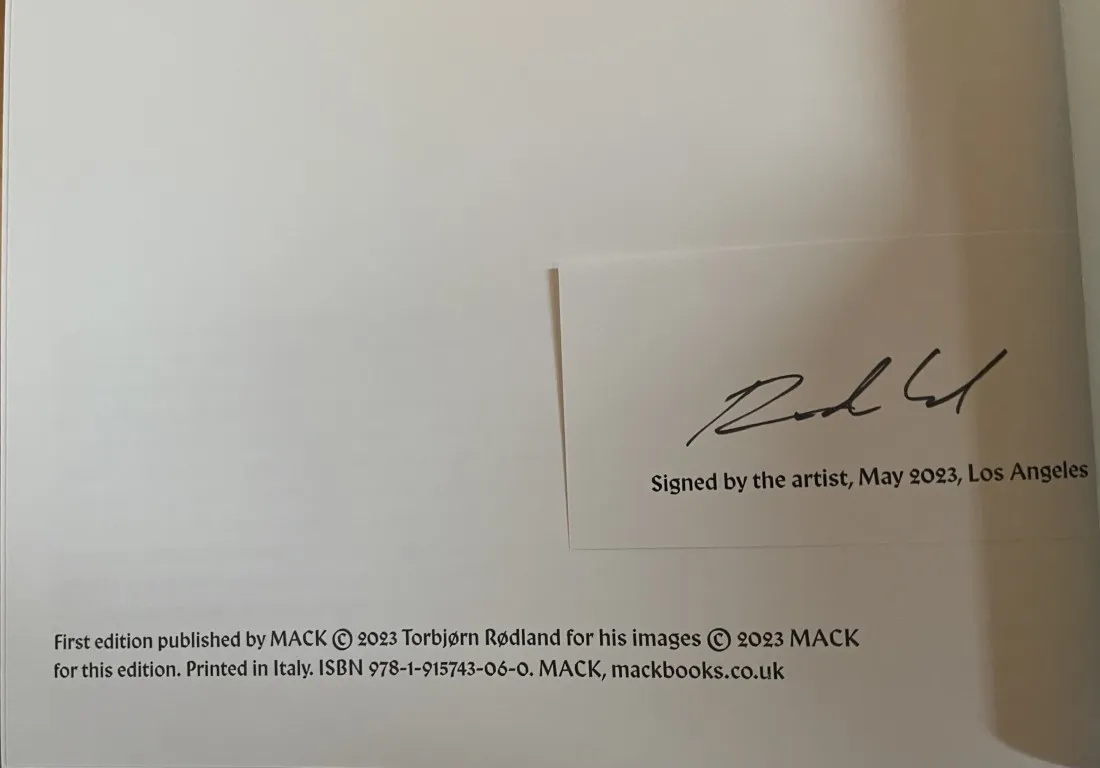 Signed by the artist, May 2023, Los Angeles
First edition published by MACK © 2023 Torbjørn Rødland for his images © 2023 MACK
for this edition. Printed in Italy. ISBN 978-1-915743-06-0. MACK, mackbooks.co.uk